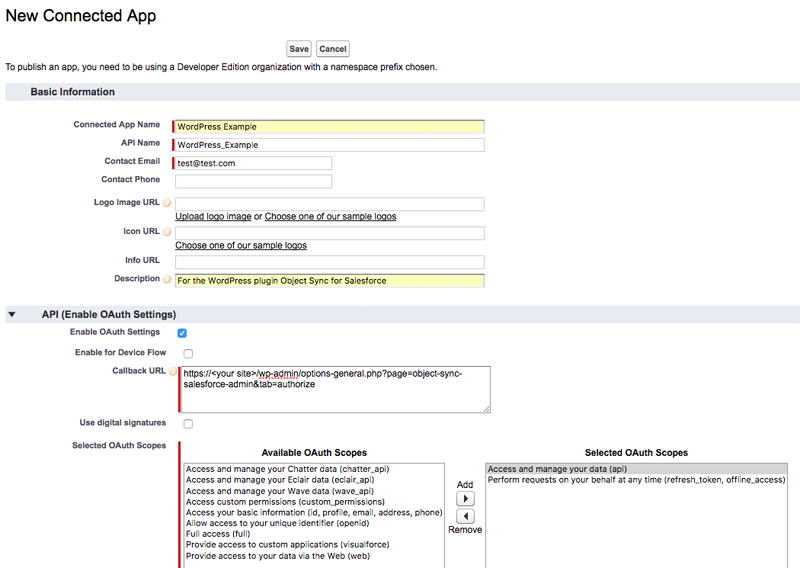 New Connected App
Save Cancel
To publish an app, you need to be using a Developer Edition organization with a namespace prefix chosen.
Basic Information
Connected App Name WordPress Example
API Name WordPress_Example
Contact Email test@test.com
Contact Phone
Logo Image URL
Upload logo image or Choose one of our sample logos
Icon URL
Choose one of our sample logos
Info URL
Description For the WordPress plugin Object Sync for Salesforce
API (Enable OAuth Settings)
Enable OAuth Settings
Enable for Device Flow
Callback URL https://<your site>/wp-admin/options-general.php?page=object-sync-
salesforce-admin&tab=authorize
Use digital signatures
Selected OAuth Scopes
Available OAuth Scopes
Access and manage your Chatter data (chatter_api)
Access and manage your Eclair data (eclair_api)
Access and manage your Wave data (wave_api)
Access custom permissions (custom_permissions)
Access your basic information (id, profile, email, address, phone)
Allow access to your unique identifier (openid)
Full access (full)
Provide access to custom applications (visualforce)
Provide access to your data via the Web (web)
Add
Remove
Selected OAuth Scopes
Access and manage your data (api)
Perform requests on your behalf at any time (refresh_token, offline_access)